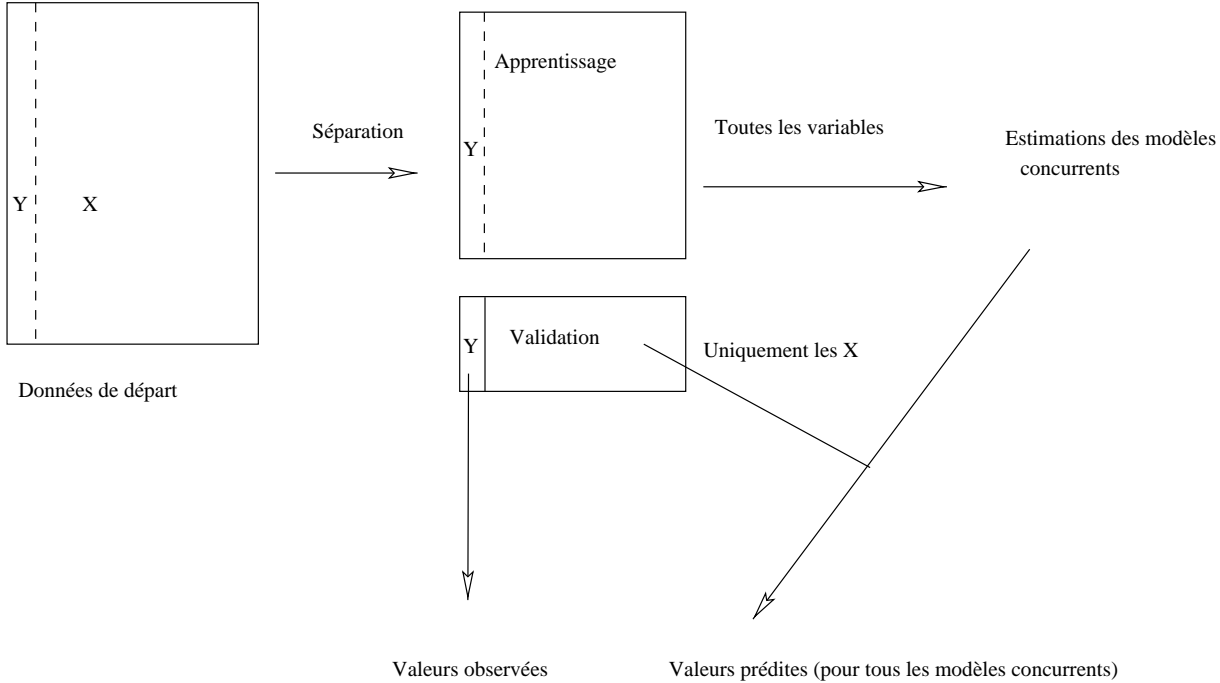 Y
X
Données de départ
Séparation
Apprentissage
Y
Y
Validation
Toutes les variables
Uniquement les X
Estimations des modèles
concurrents
Valeurs observées
Valeurs prédites (pour tous les modèles concurrents)